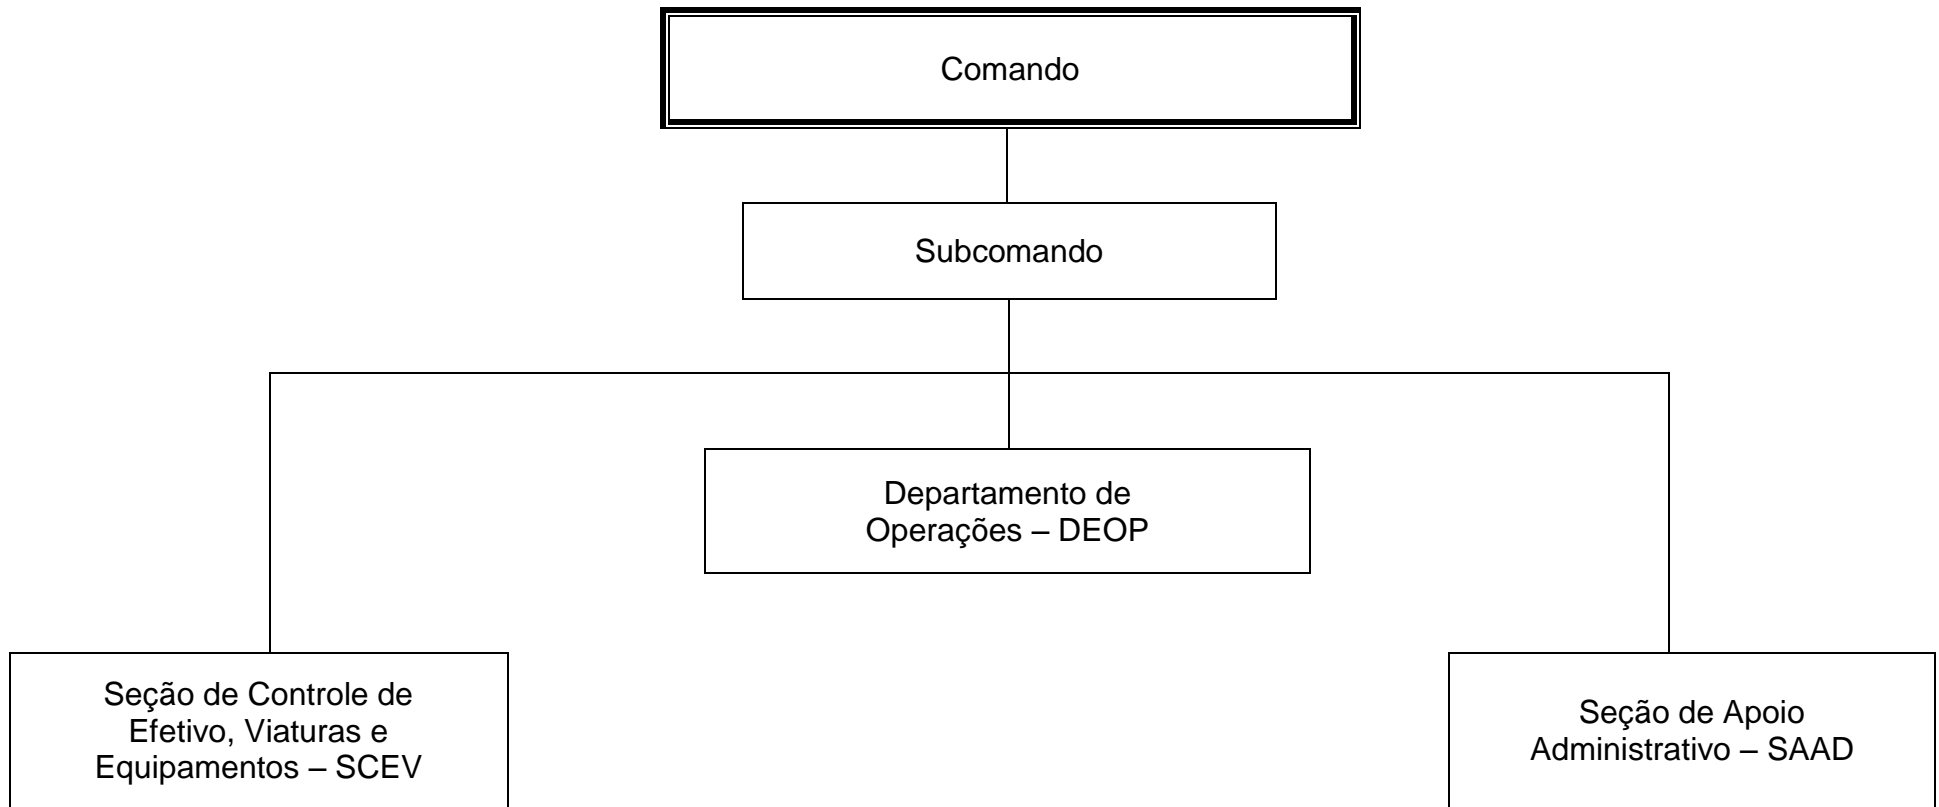 Comando
Subcomando
Departamento de
Operações – DEOP
Seção de Controle de
Efetivo, Viaturas e
Equipamentos – SCEV
Seção de Apoio
Administrativo – SAAD